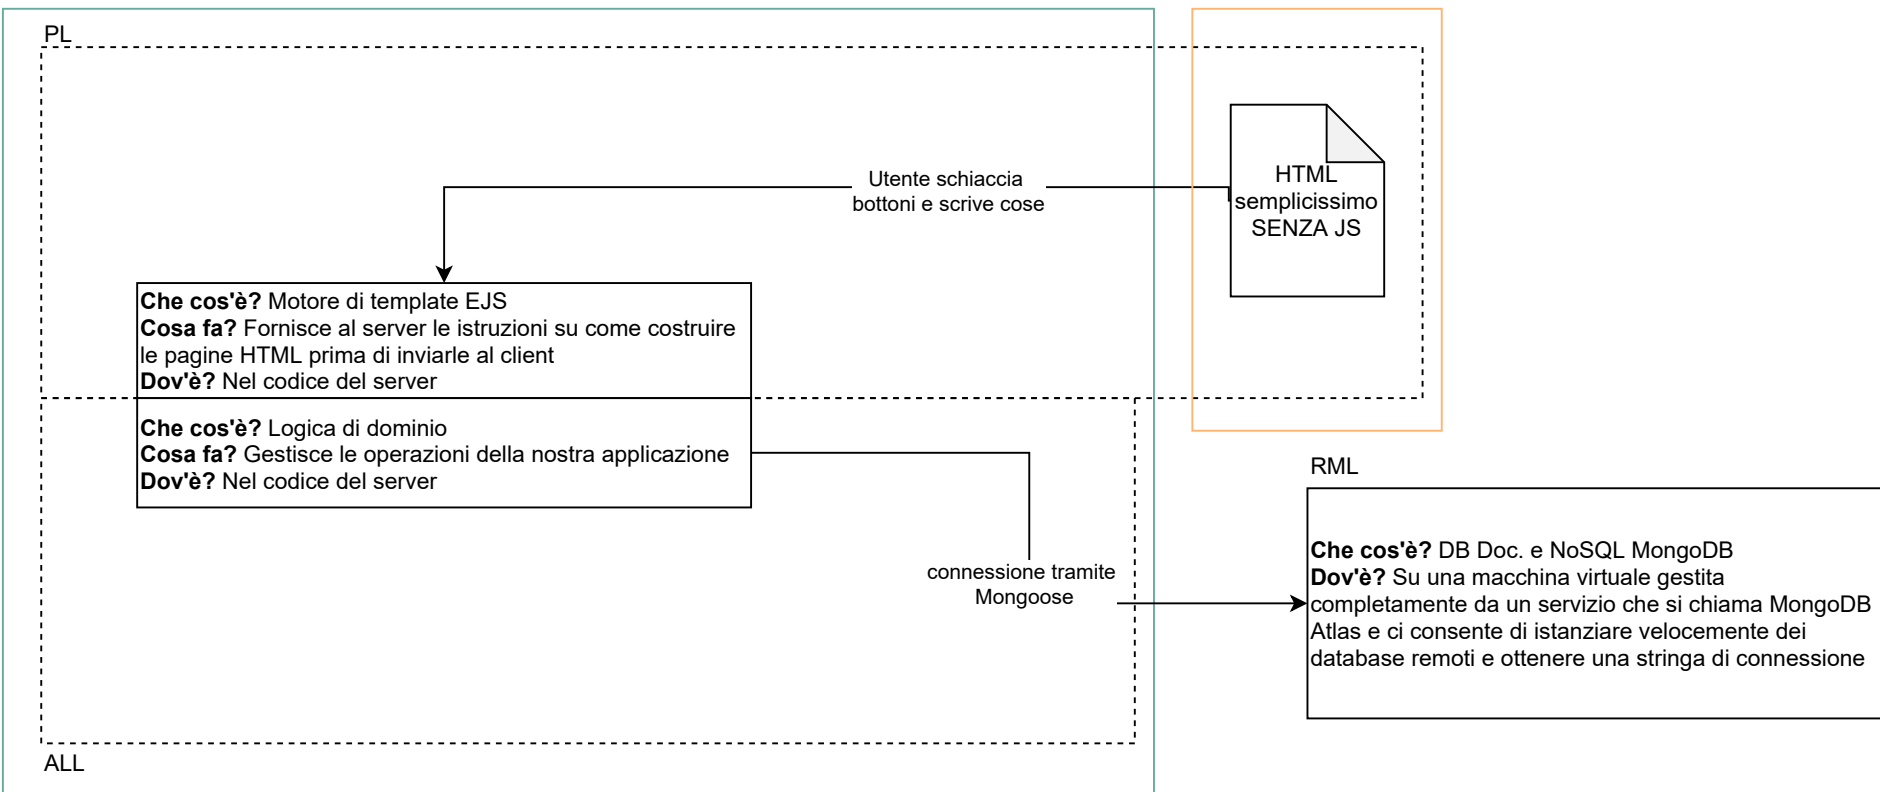 PL
HTML
semplicissimo
SENZA JS
Utente schiaccia
bottoni e scrive cose
Che cos'è? Motore di template EJS
Cosa fa? Fornisce al server le istruzioni su come costruire
le pagine HTML prima di inviarle al client
Dov'è? Nel codice del server
Che cos'è? Logica di dominio
Cosa fa? Gestisce le operazioni della nostra applicazione
Dov'è? Nel codice del server
connessione tramite
Mongoose
RML
Che cos'è? DB Doc. e NoSQL MongoDB
Dov'è? Su una macchina virtuale gestita
completamente da un servizio che si chiama MongoDB
Atlas e ci consente di istanziare velocemente dei
database remoti e ottenere una stringa di connessione
ALL